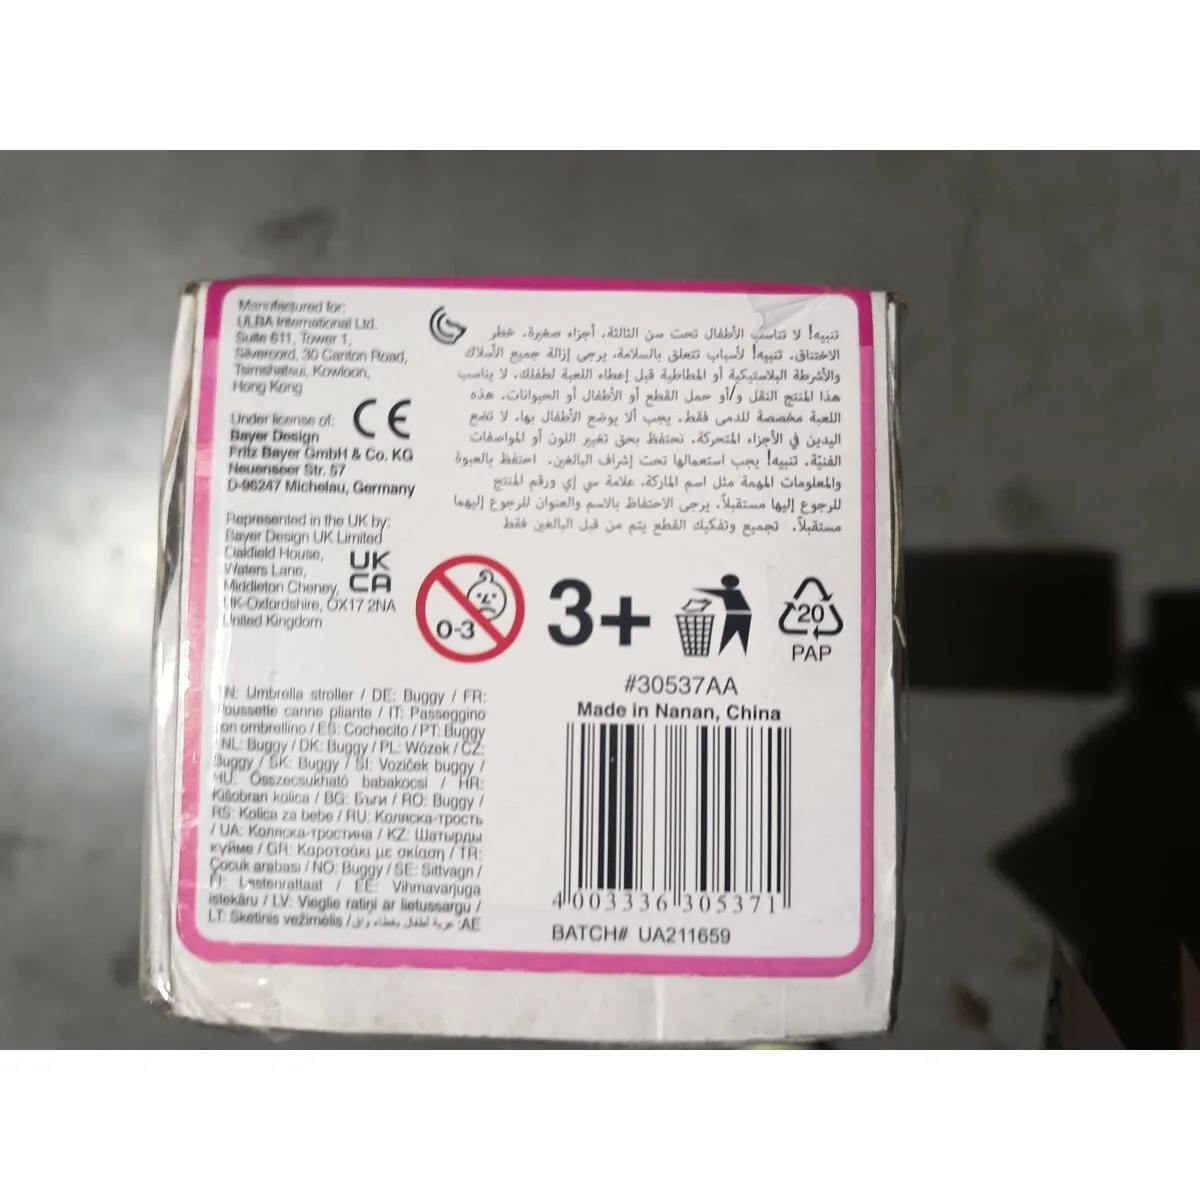 Manufactured for:
ULBA International Ltd.
Suite 611, Tower 1,
Silvercord, 30 Canton Road,
Tsimshatsui, Kowloon,
Hong Kong
Under license of:
Bayer Design
Fritz Bayer GmbH & Co. KG
Neuenseer Str. 57
D-96247 Michelau, Germany
CE
Represented in the UK by:
Bayer Design UK Limited
Oakfield House,
Waters Lane,
Middleton Cheney,
UK-Oxfordshire, OX17 2NA
United Kingdom
UK
CA
تنبيه! لا تناسب الأطفال تحت سن الثالثة. أجزاء صغيرة. خطر
الاختناق. تنبيه! لأسباب تتعلق بالسلامة، يرجى إزالة جميع الأسلاك
والأشرطة البلاستيكية أو المطاطية قبل إعطاء اللعبة لطفلك. لا يناسب
هذا المنتج النقل و/أو حمل القطع أو الأطفال أو الحيوانات. هذه
اللعبة مخصصة للدمى فقط. يجب ألا يوضع الأطفال بها. لا تضع
اليدين في الأجزاء المتحركة. نحتفظ بحق تغيير اللون أو المواصفات
الفنيّة. تنبيه! يجب استعمالها تحت إشراف البالغين. احتفظ بالعبوة
والمعلومات المهمة مثل اسم الماركة، علامة سي إي ورقم المنتج
للرجوع إليها مستقبلاً. يرجى الاحتفاظ بالاسم والعنوان للرجوع إليهما
مستقبلاً. تجميع وتفكيك القطع يتم من قبل البالغين فقط
0-3
3+
20
PAP
#30537AA
Made in Nanan, China
4 003336 305371
BATCH# UA211659
EN: Umbrella stroller / DE: Buggy / FR:
Poussette canne pliante / IT: Passeggino
con ombrellino / ES: Cochecito / PT: Buggy
/ NL: Buggy / DK: Buggy / PL: Wózek / CZ:
Buggy / SK: Buggy / SI: Voziček buggy /
HU: Összecsukható babakocsi / HR:
Kišobran kolica / BG: Бъги / RO: Buggy /
RS: Kolica za bebe / RU: Коляска-трость
/ UA: Коляска-тростина / KZ: Шатырды
күйме / GR: Καροτσάκι με σκίαση / TR:
Çocuk arabası / NO: Buggy / SE: Sittvagn /
FI: Lastenrattaat / EE: Vihmavarjuga
istekäru / LV: Vieglie ratiņi ar lietussargu /
LT: Skėtinis vežimėlis / عربة أطفال بغطاء واق :AE